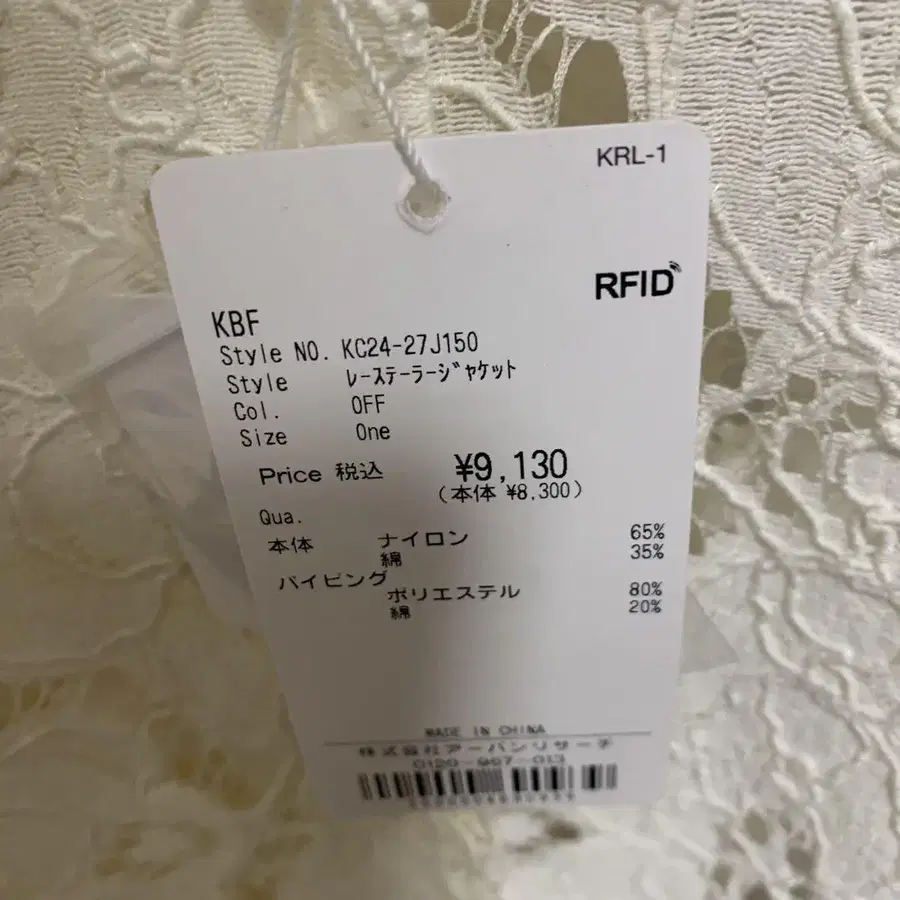 KRL-1
RFID
KBF
Style NO. KC24-27J150
Style ﾚｰｽﾃｰﾗｰｼﾞｬｹｯﾄ
Col. OFF
Size One
Price 税込 ¥9,130
(本体 ¥8,300)
Qua.
本体 ナイロン 65%
綿 35%
パイピング
ポリエステル 80%
綿 20%
MADE IN CHINA
株式会社アーバンリサーチ
0120-967-013